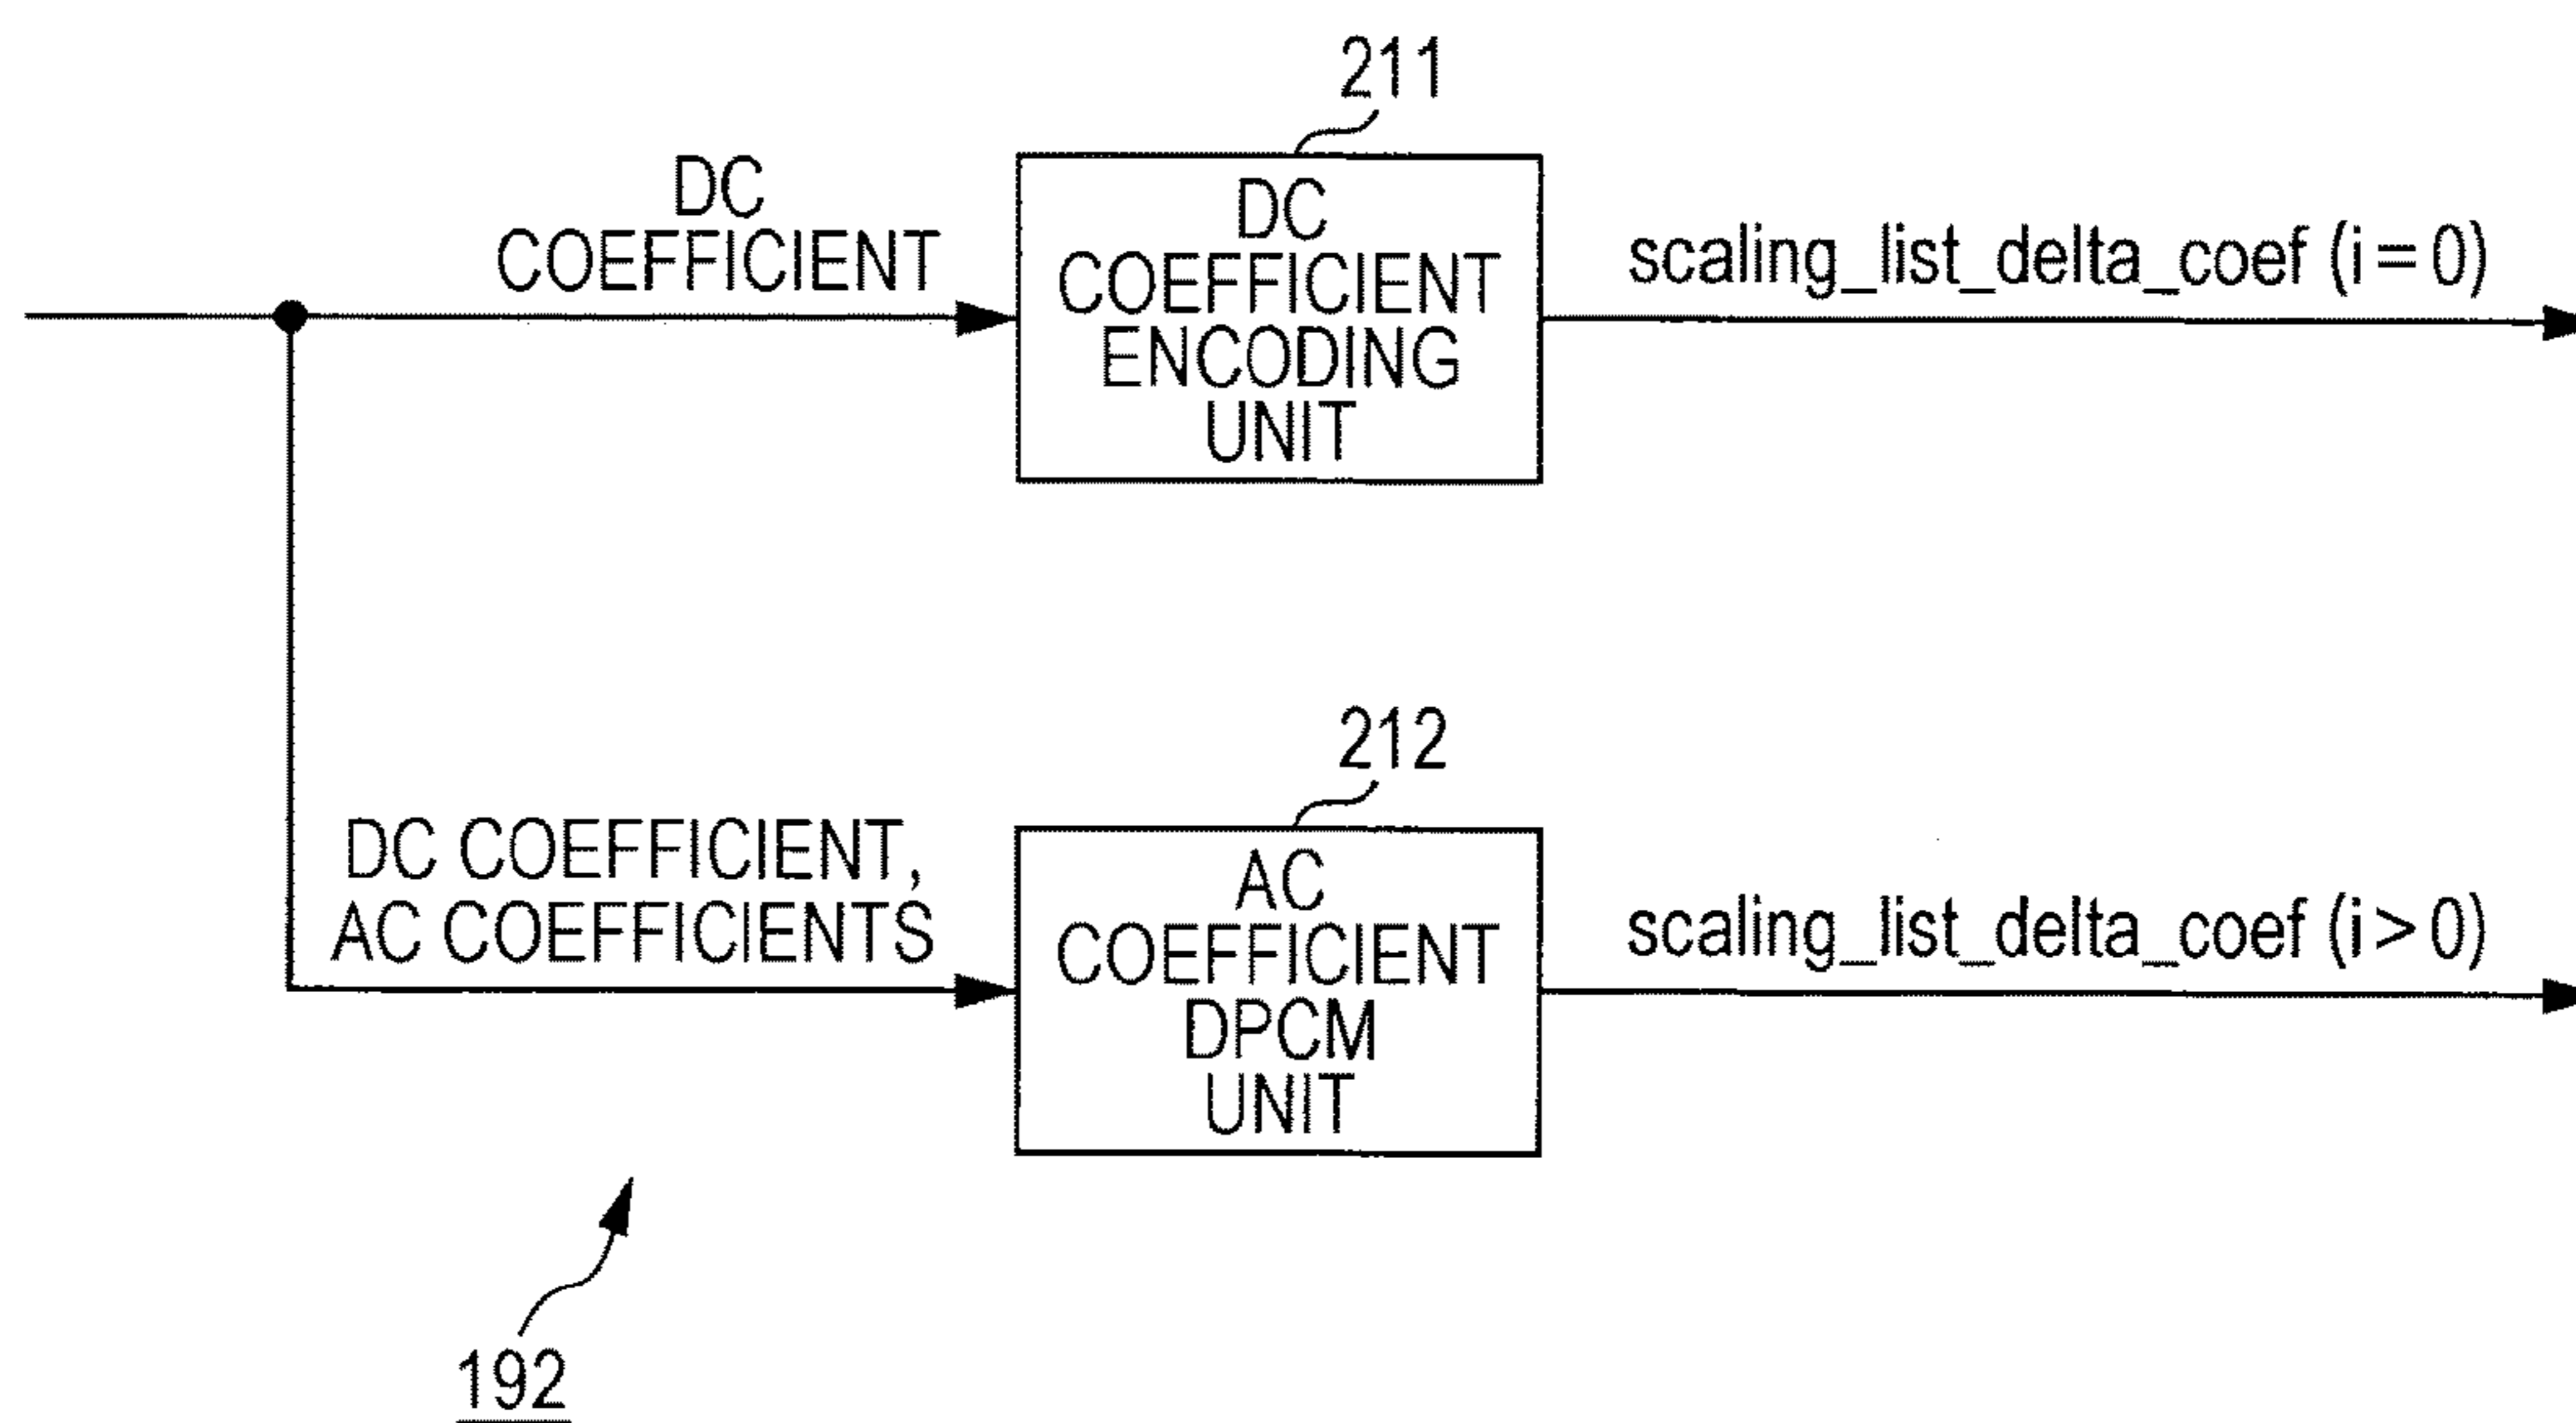 211
DC
COEFFICIENT
DC
COEFFICIENT
ENCODING
UNIT
scaling_list_delta_coef (i = 0)
212
DC COEFFICIENT,
AC COEFFICIENTS
AC
COEFFICIENT
DPCM
UNIT
scaling_list_delta_coef (i > 0)
192